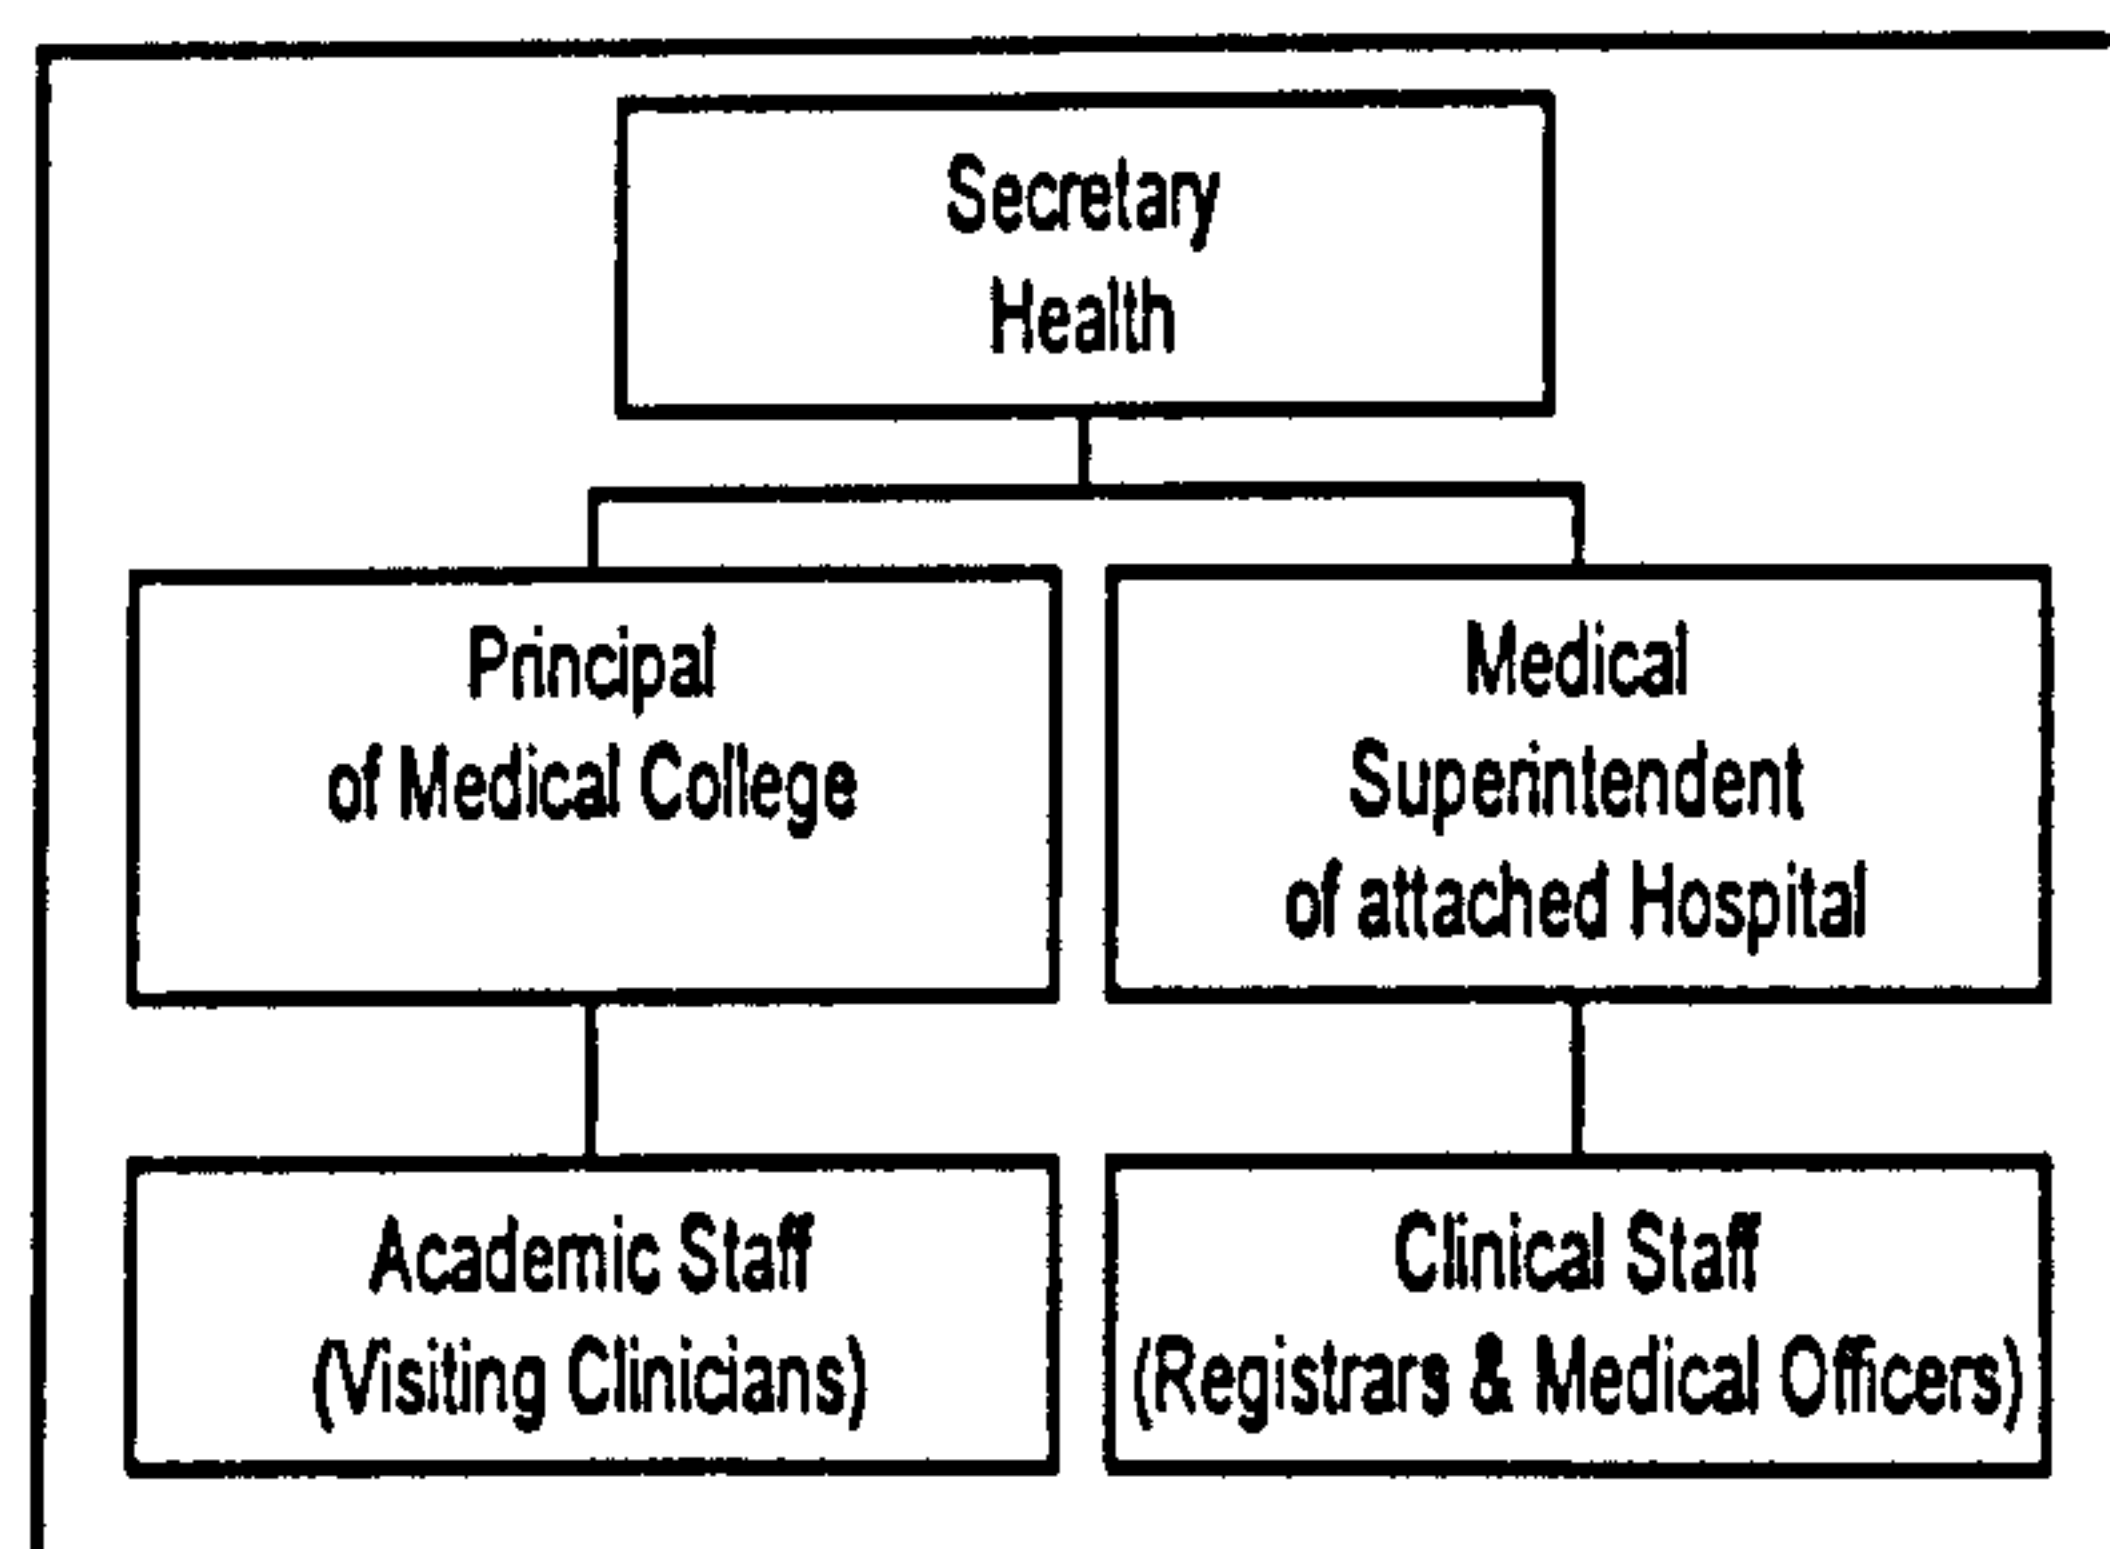 Secretary
Health
Principal
of Medical College
Medical
Superintendent
of attached Hospital
Academic Staff
(Visiting Clinicians)
Clinical Staff
(Registrars & Medical Officers)